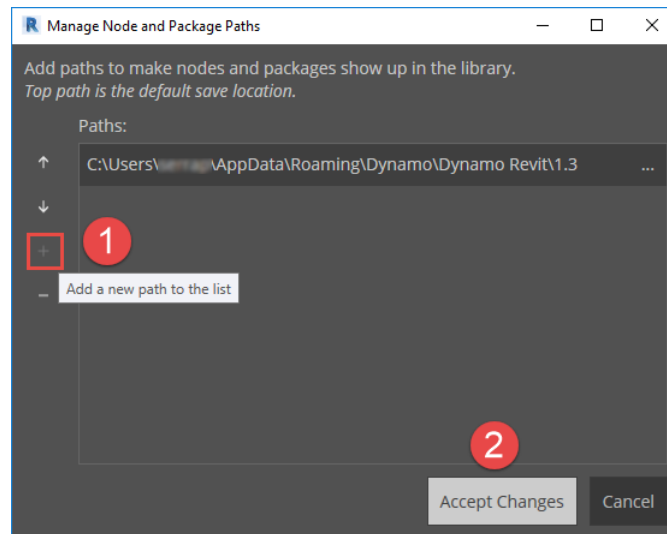 Manage Node and Package Paths
Add paths to make nodes and packages show up in the library.
Top path is the default save location.
Paths:
C:\Users\ \AppData\Roaming\Dynamo\Dynamo Revit\1.3 ...
1
Add a new path to the list
2
Accept Changes Cancel